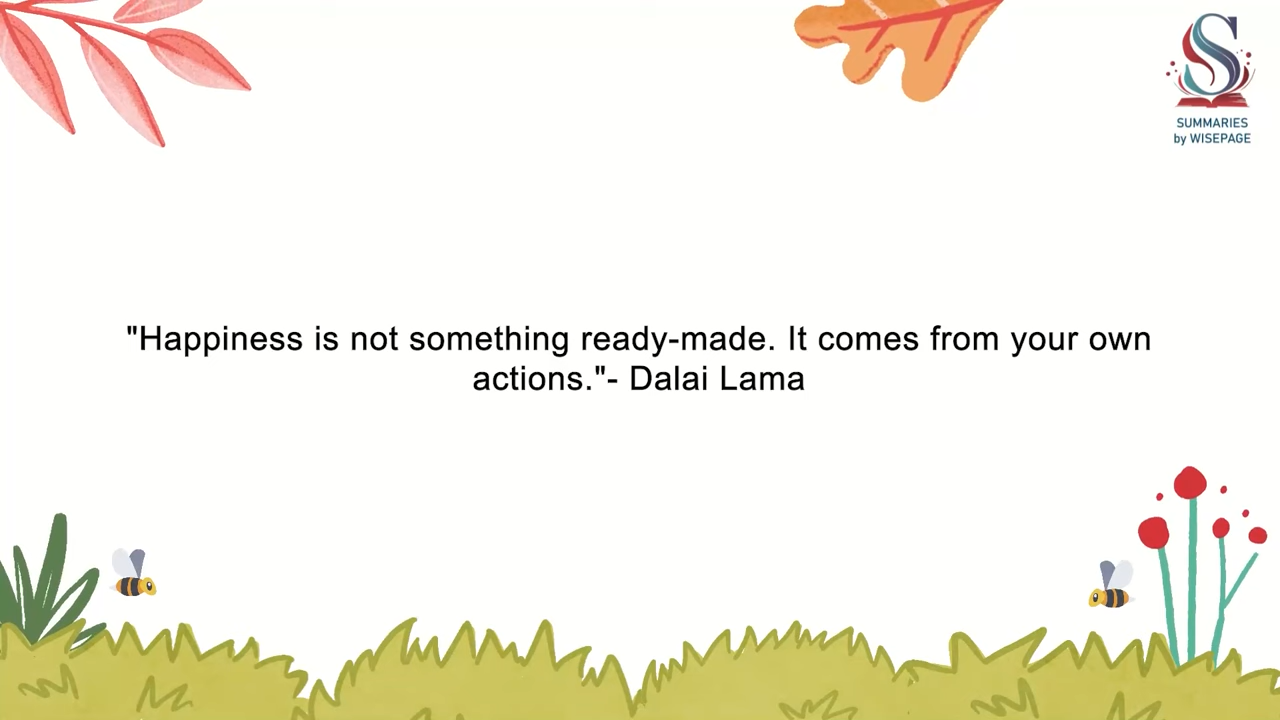 SUMMARIES
by WISEPAGE
"Happiness is not something ready-made. It comes from your own
actions."- Dalai Lama